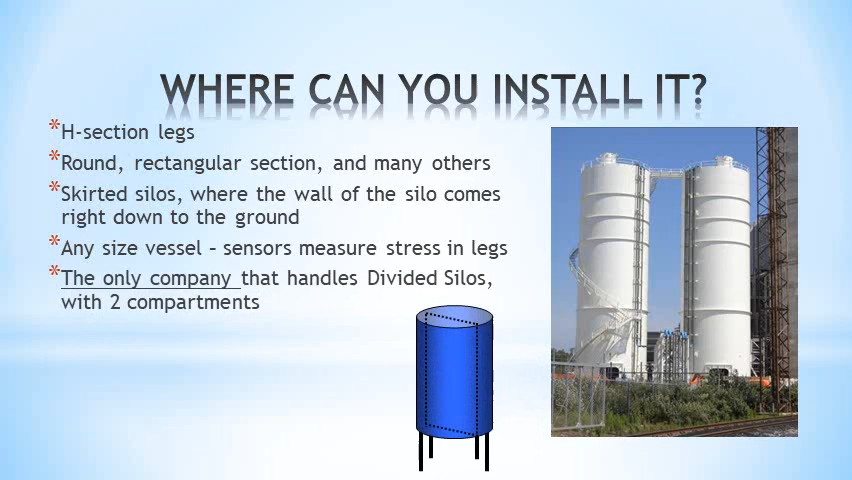 WHERE CAN YOU INSTALL IT?
*H-section legs
*Round, rectangular section, and many others
*Skirted silos, where the wall of the silo comes
right down to the ground
*Any size vessel – sensors measure stress in legs
*The only company that handles Divided Silos,
with 2 compartments